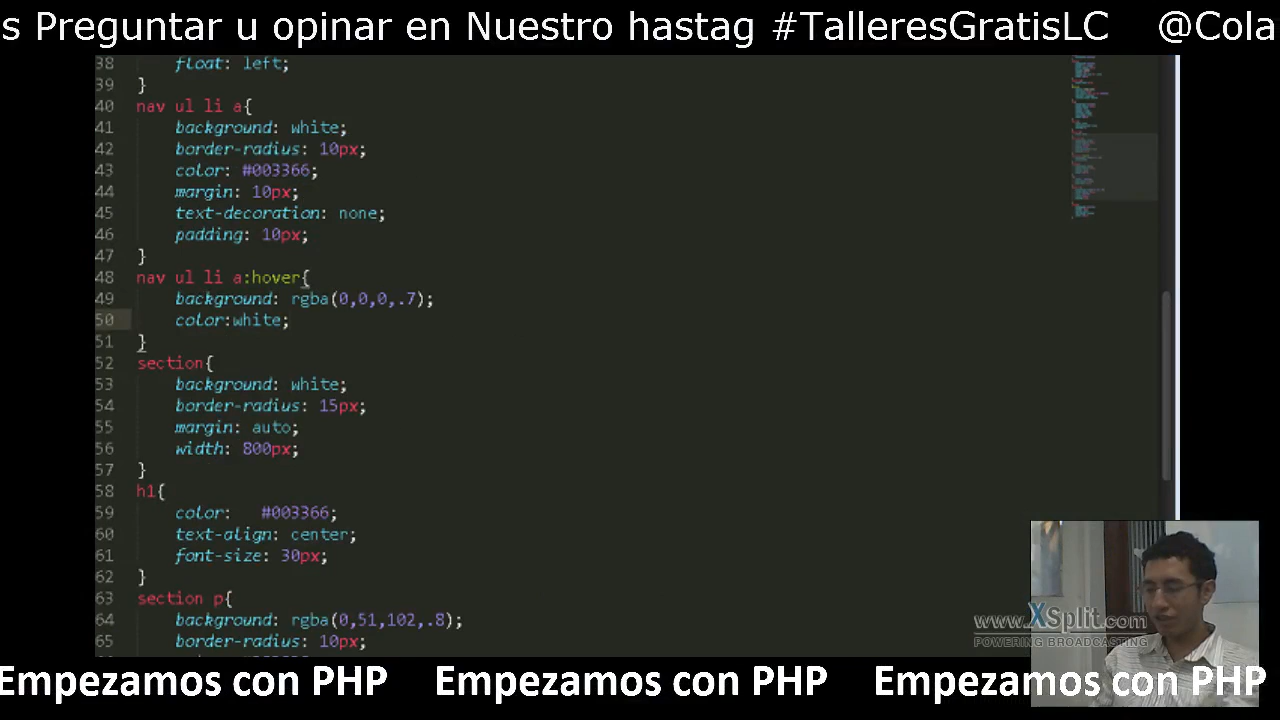 s Preguntar u opinar en Nuestro hastag #TalleresGratisLC @Cola
38 float: left;
39 }
40 nav ul li a{
41 background: white;
42 border-radius: 10px;
43 color: #003366;
44 margin: 10px;
45 text-decoration: none;
46 padding: 10px;
47 }
48 nav ul li a:hover{
49 background: rgba(0,0,0,.7);
50 color:white;
51 }
52 section{
53 background: white;
54 border-radius: 15px;
55 margin: auto;
56 width: 800px;
57 }
58 h1{
59 color: #003366;
60 text-align: center;
61 font-size: 30px;
62 }
63 section p{
64 background: rgba(0,51,102,.8);
65 border-radius: 10px;
www.XSplit.com
POWERING BROADCASTING
Empezamos con PHP Empezamos con PHP Empezamos con PHP